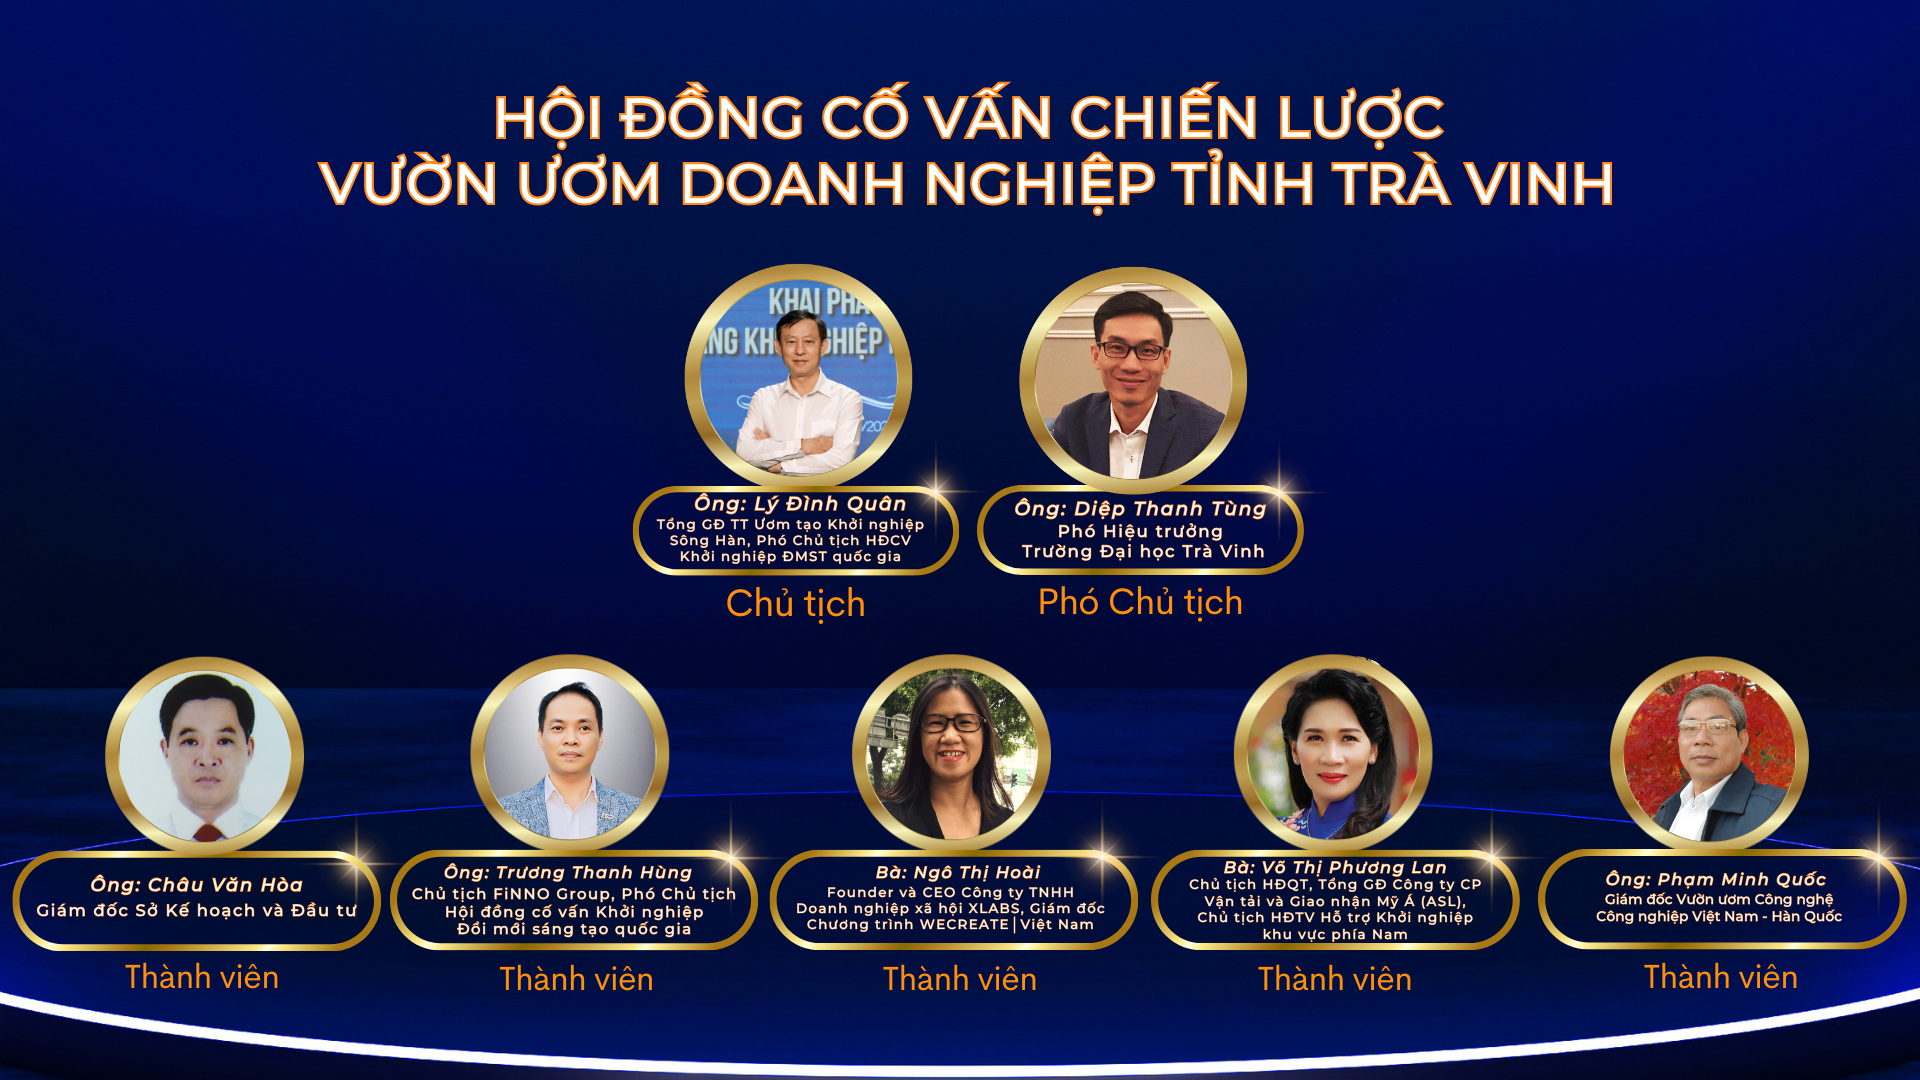 HỘI ĐỒNG CỐ VẤN CHIẾN LƯỢC
VƯỜN ƯƠM DOANH NGHIỆP TỈNH TRÀ VINH
KHAI PHÁ
GHIỆP
Ông: Lý Đình Quân
Tổng GĐ TT Ươm tạo Khởi nghiệp
Sông Hàn, Phó Chủ tịch HĐCV
Khởi nghiệp ĐMST quốc gia
Chủ tịch
Ông: Diệp Thanh Tùng
Phó Hiệu trưởng
Trường Đại học Trà Vinh
Phó Chủ tịch
Ông: Châu Văn Hòa
Giám đốc Sở Kế hoạch và Đầu tư
Thành viên
Ông: Trương Thanh Hùng
Chủ tịch FiNNO Group, Phó Chủ tịch
Hội đồng cố vấn Khởi nghiệp
Đổi mới sáng tạo quốc gia
Thành viên
Bà: Ngô Thị Hoài
Founder và CEO Công ty TNHH
Doanh nghiệp xã hội XLABS, Giám đốc
Chương trình WECREATE|Việt Nam
Thành viên
Bà: Võ Thị Phương Lan
Chủ tịch HĐQT, Tổng GĐ Công ty CP
Vận tải và Giao nhận Mỹ Á (ASL),
Chủ tịch HĐTV Hỗ trợ Khởi nghiệp
khu vực phía Nam
Thành viên
Ông: Phạm Minh Quốc
Giám đốc Vườn ươm Công nghệ
Công nghiệp Việt Nam - Hàn Quốc
Thành viên